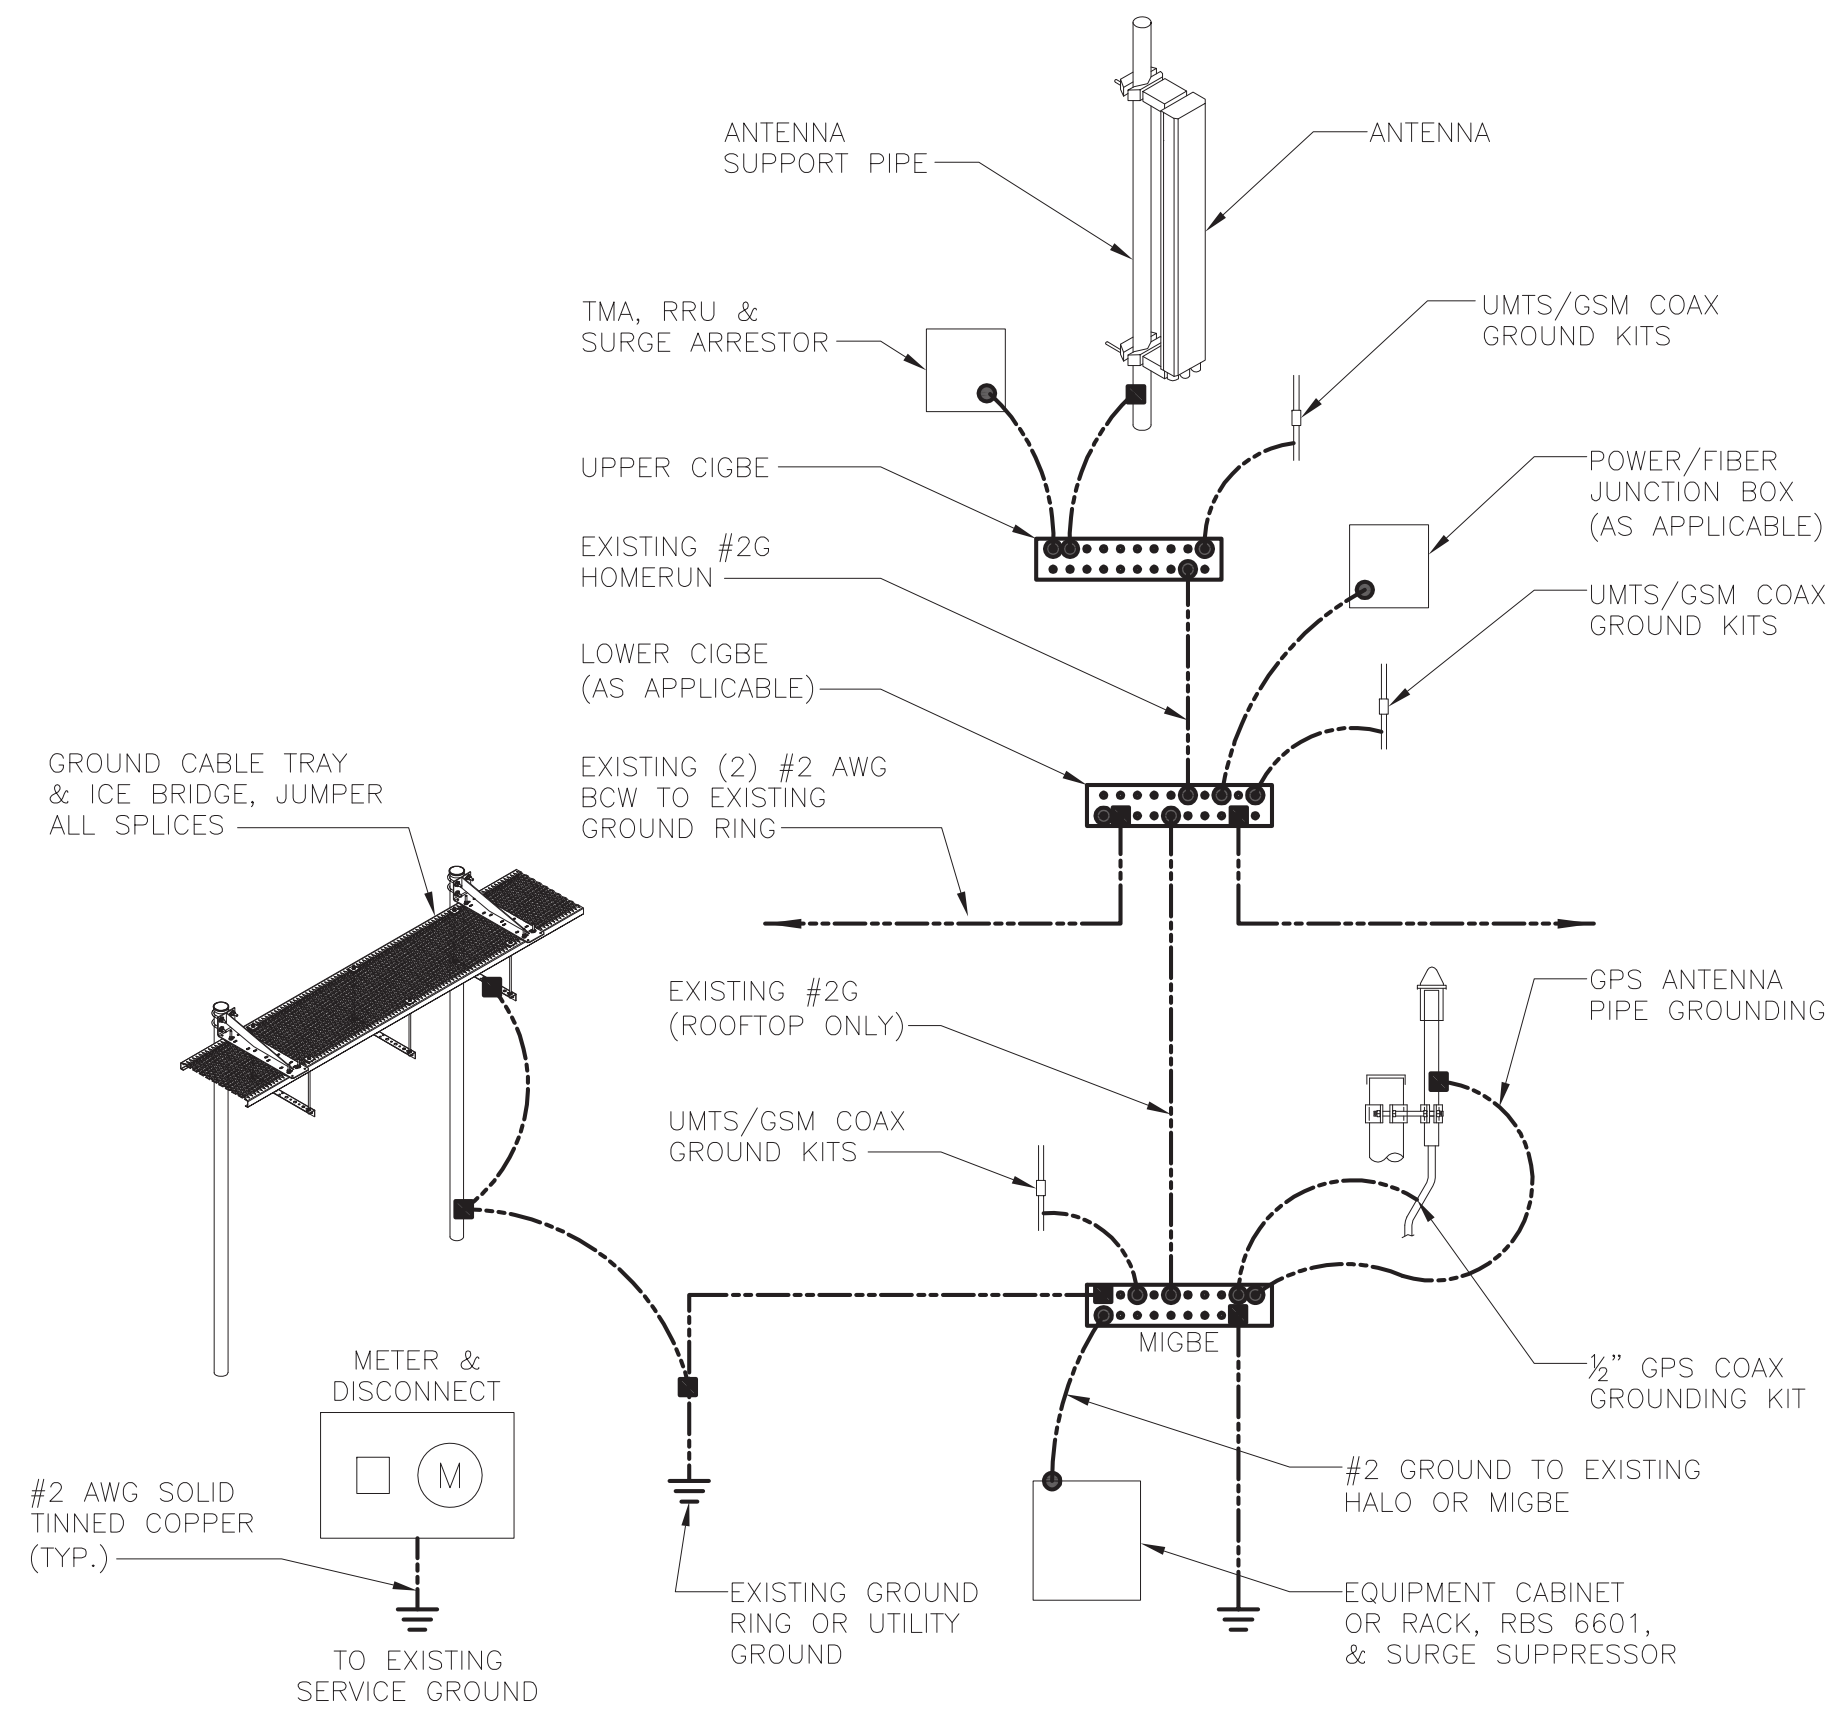 ANTENNA
SUPPORT PIPE
ANTENNA
TMA, RRU &
SURGE ARRESTOR
UMTS/GSM COAX
GROUND KITS
UPPER CIGBE
POWER/FIBER
JUNCTION BOX
(AS APPLICABLE)
EXISTING #2G
HOMERUN
UMTS/GSM COAX
GROUND KITS
LOWER CIGBE
(AS APPLICABLE)
GROUND CABLE TRAY
& ICE BRIDGE, JUMPER
ALL SPLICES
EXISTING (2) #2 AWG
BCW TO EXISTING
GROUND RING
EXISTING #2G
(ROOFTOP ONLY)
GPS ANTENNA
PIPE GROUNDING
UMTS/GSM COAX
GROUND KITS
MIGBE
METER &
DISCONNECT
M
½" GPS COAX
GROUNDING KIT
#2 AWG SOLID
TINNED COPPER
(TYP.)
#2 GROUND TO EXISTING
HALO OR MIGBE
EXISTING GROUND
RING OR UTILITY
GROUND
EQUIPMENT CABINET
OR RACK, RBS 6601,
& SURGE SUPPRESSOR
TO EXISTING
SERVICE GROUND